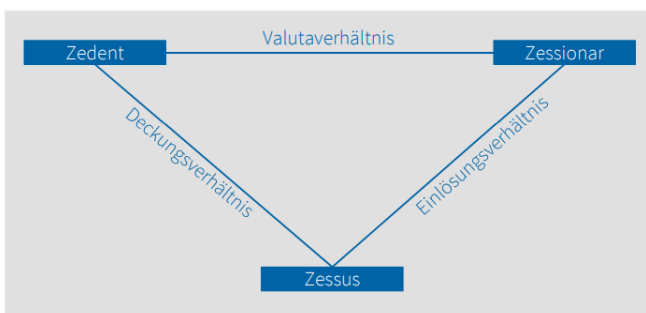 Valutaverhältnis
Zedent
Zessionar
Deckungsverhältnis
Einlösungsverhältnis
Zessus